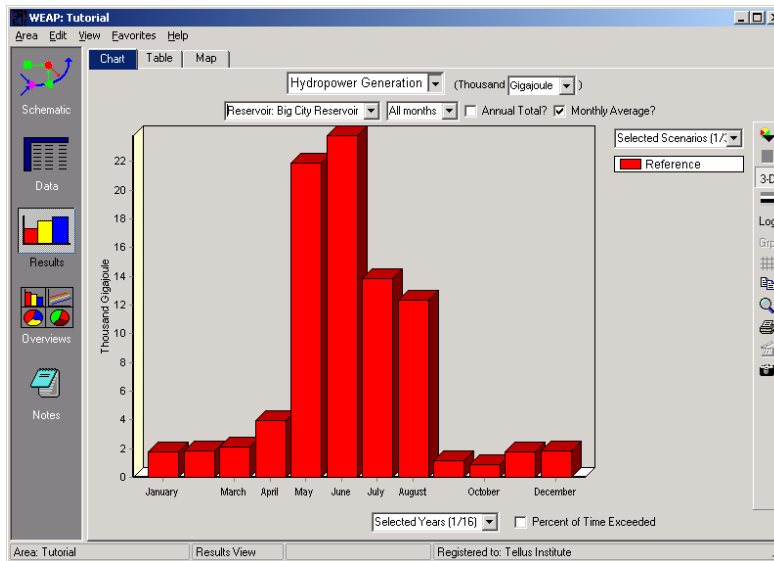 WEAP: Tutorial
Area Edit View Favorites Help
Chart Table Map
Hydropower Generation (Thousand Gigajoule )
Reservoir: Big City Reservoir All months Annual Total? Monthly Average?
Selected Scenarios (1/
Reference
Schematic
Data
Results
Overviews
Notes
Thousand Gigajoule
22
20
18
16
14
12
10
8
6
4
2
0
January March April May June July August October December
3-D
Log
Grp
Selected Years (1/16) Percent of Time Exceeded
Area: Tutorial Results View Registered to: Tellus Institute